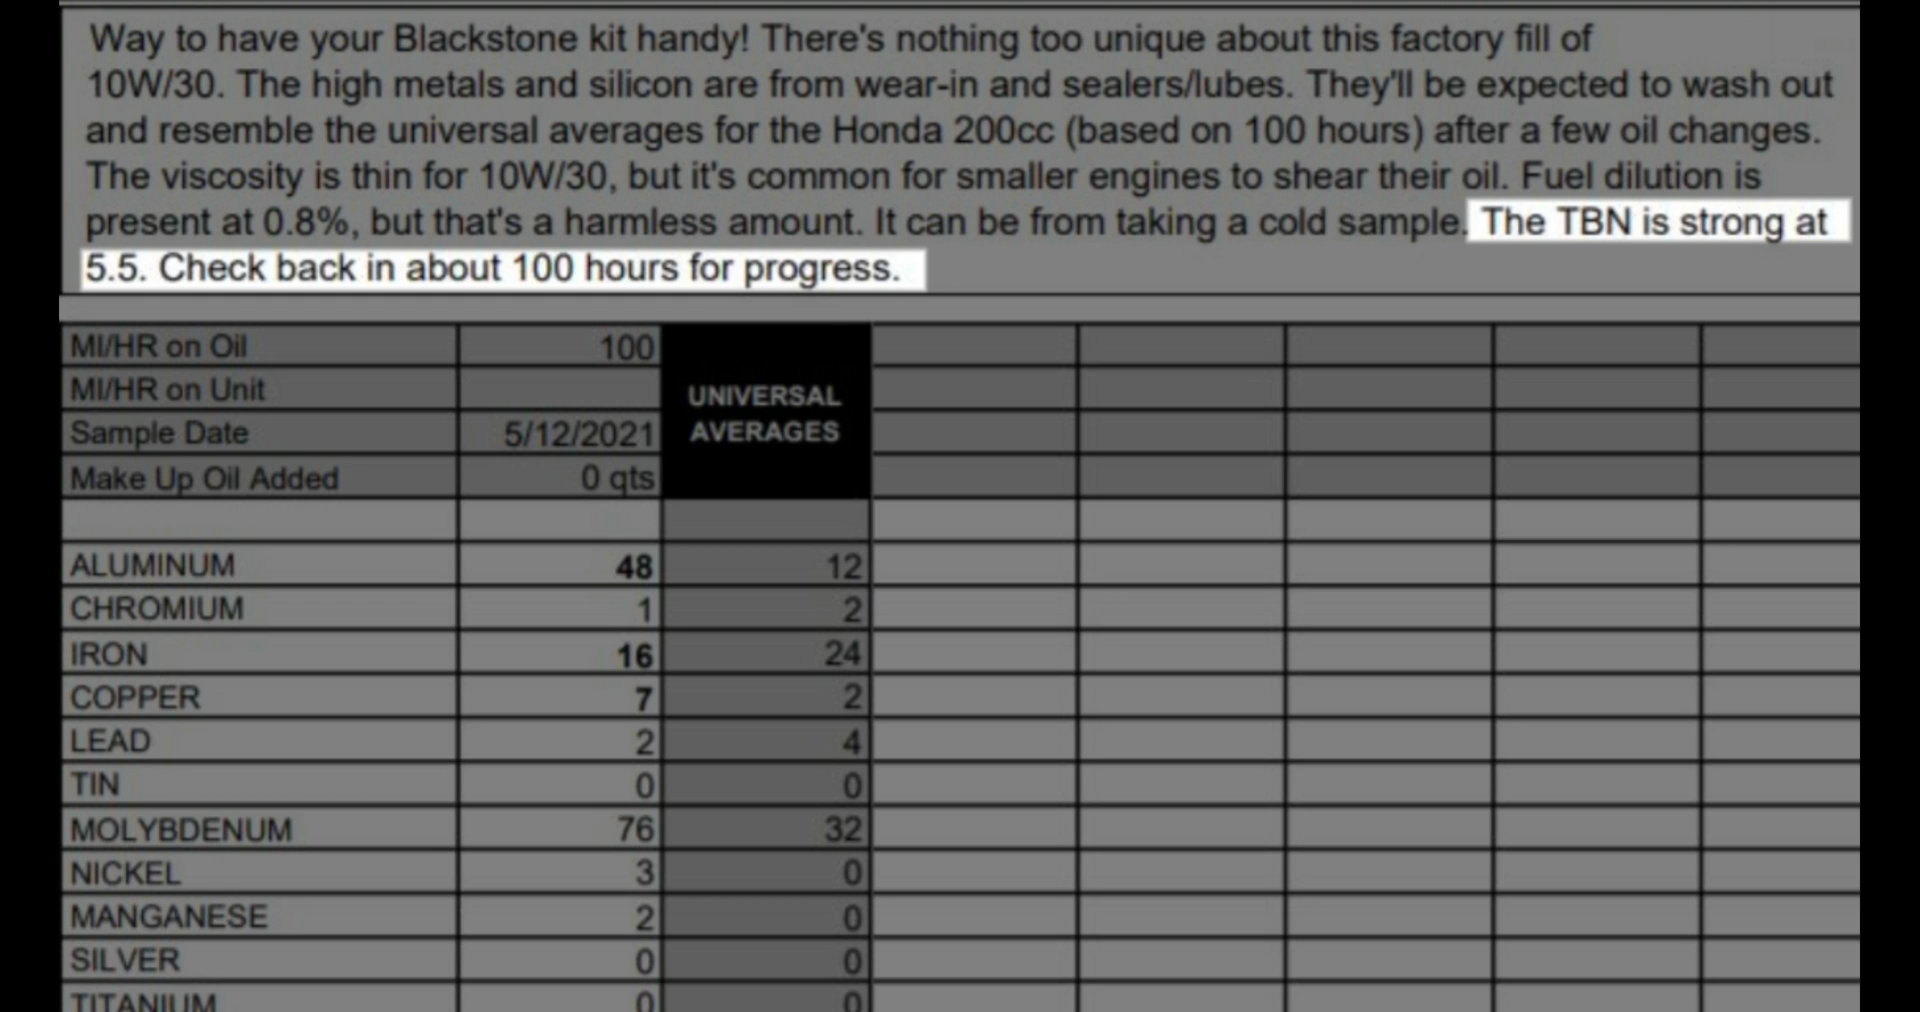 Way to have your Blackstone kit handy! There's nothing too unique about this factory fill of
10W/30. The high metals and silicon are from wear-in and sealers/lubes. They'll be expected to wash out
and resemble the universal averages for the Honda 200cc (based on 100 hours) after a few oil changes.
The viscosity is thin for 10W/30, but it's common for smaller engines to shear their oil. Fuel dilution is
present at 0.8%, but that's a harmless amount. It can be from taking a cold sample. The TBN is strong at
5.5. Check back in about 100 hours for progress.
MI/HR on Oil 100
MI/HR on Unit
UNIVERSAL
AVERAGES
Sample Date 5/12/2021
Make Up Oil Added 0 qts
ALUMINUM 48 12
CHROMIUM 1 2
IRON 16 24
COPPER 7 2
LEAD 2 4
TIN 0 0
MOLYBDENUM 76 32
NICKEL 3 0
MANGANESE 2 0
SILVER 0 0
TITANIUM 0 0